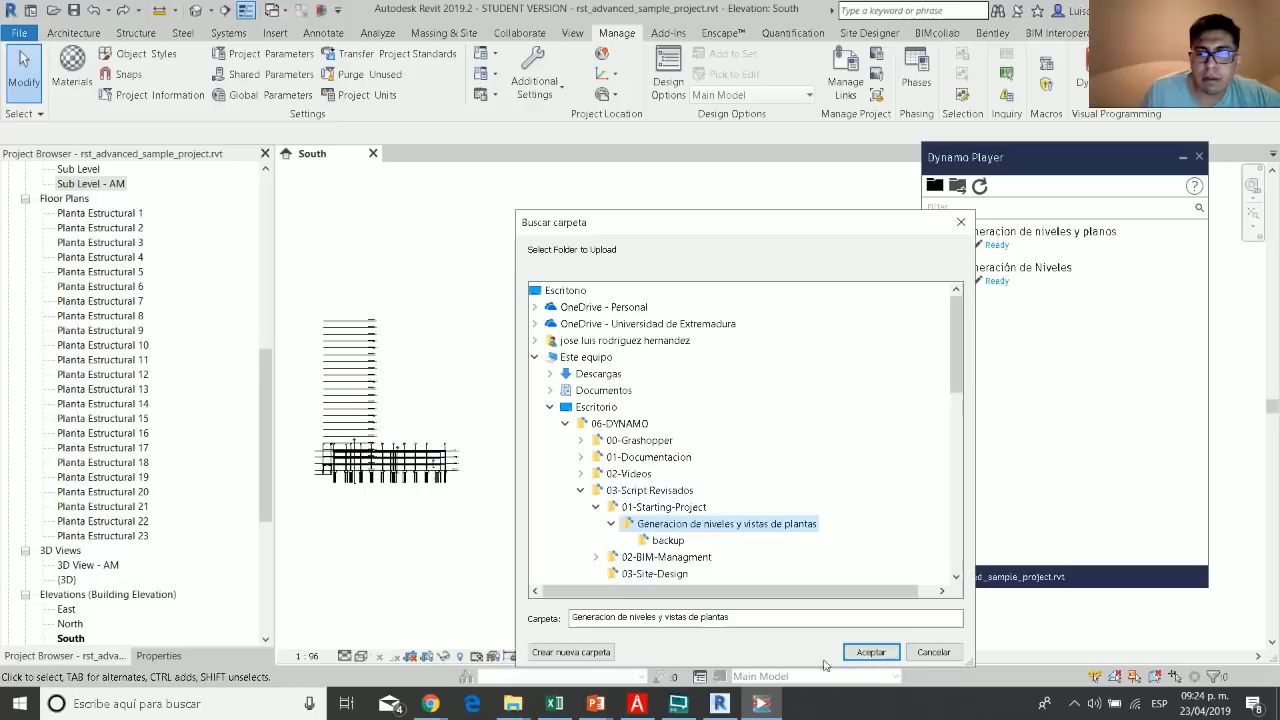 Autodesk Revit 2019.2 - STUDENT VERSION - rst_advanced_sample_project.rvt - Elevation: South
Type a keyword or phrase
File Architecture Structure Steel Systems Insert Annotate Analyze Massing & Site Collaborate View Manage Add-Ins Enscape™ Quantification Site Designer BIMcollab Bentley
Object Styles Project Parameters Transfer Project Standards Add to Set
Snaps Shared Parameters Purge Unused Pick to Edit
Project Information Global Parameters Project Units Main Model
Modify Materials Additional Settings Design Options Manage Links Phases
Select Settings Project Location Design Options Manage Project Phasing Selection Inquiry Macros Visual Programming
Project Browser - rst_advanced_sample_project.rvt South
Sub Level
Sub Level - AM
Floor Plans
Planta Estructural 1
Planta Estructural 2
Planta Estructural 3
Planta Estructural 4
Planta Estructural 5
Planta Estructural 6
Planta Estructural 7
Planta Estructural 8
Planta Estructural 9
Planta Estructural 10
Planta Estructural 11
Planta Estructural 12
Planta Estructural 13
Planta Estructural 14
Planta Estructural 15
Planta Estructural 16
Planta Estructural 17
Planta Estructural 18
Planta Estructural 19
Planta Estructural 20
Planta Estructural 21
Planta Estructural 22
Planta Estructural 23
3D Views
3D View - AM
{3D}
Elevations (Building Elevation)
East
North
South
Project Browser - rst_adva... Properties
Dynamo Player
Filter
neracion de niveles y planos
Ready
neración de Niveles
Ready
ed_sample_project.rvt
Buscar carpeta
Select Folder to Upload
Escritorio
OneDrive - Personal
OneDrive - Universidad de Extremadura
jose luis rodriguez hernandez
Este equipo
Descargas
Documentos
Escritorio
06-DYNAMO
00-Grashopper
01-Documentacion
02-Videos
03-Script Revisados
01-Starting-Project
Generacion de niveles y vistas de plantas
backup
02-BIM-Managment
03-Site-Design
Carpeta: Generacion de niveles y vistas de plantas
Crear nueva carpeta Aceptar Cancelar
1 : 96
Click to select, TAB for alternates, CTRL adds, SHIFT unselects. :0 Main Model :0
Escribe aquí para buscar
ESP
09:24 p. m.
23/04/2019